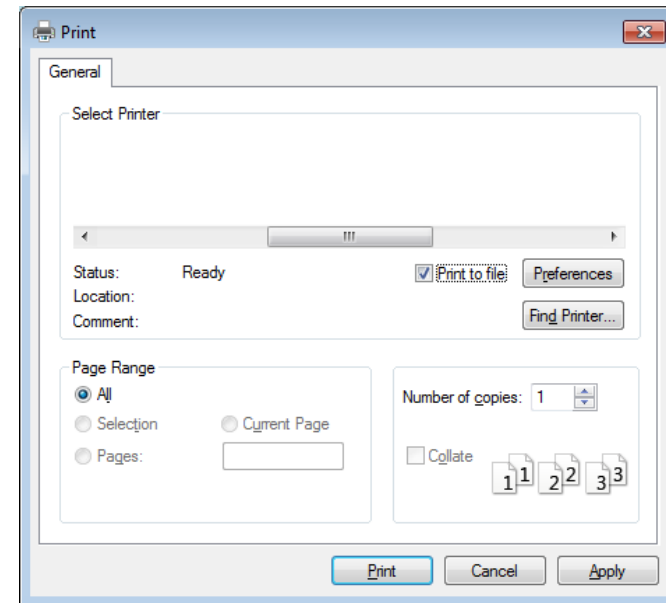 Print
General
Select Printer
Status: Ready
Print to file
Preferences
Location:
Comment:
Find Printer...
Page Range
All
Selection
Current Page
Pages:
Number of copies: 1
Collate
1 1 2 2 3 3
Print
Cancel
Apply